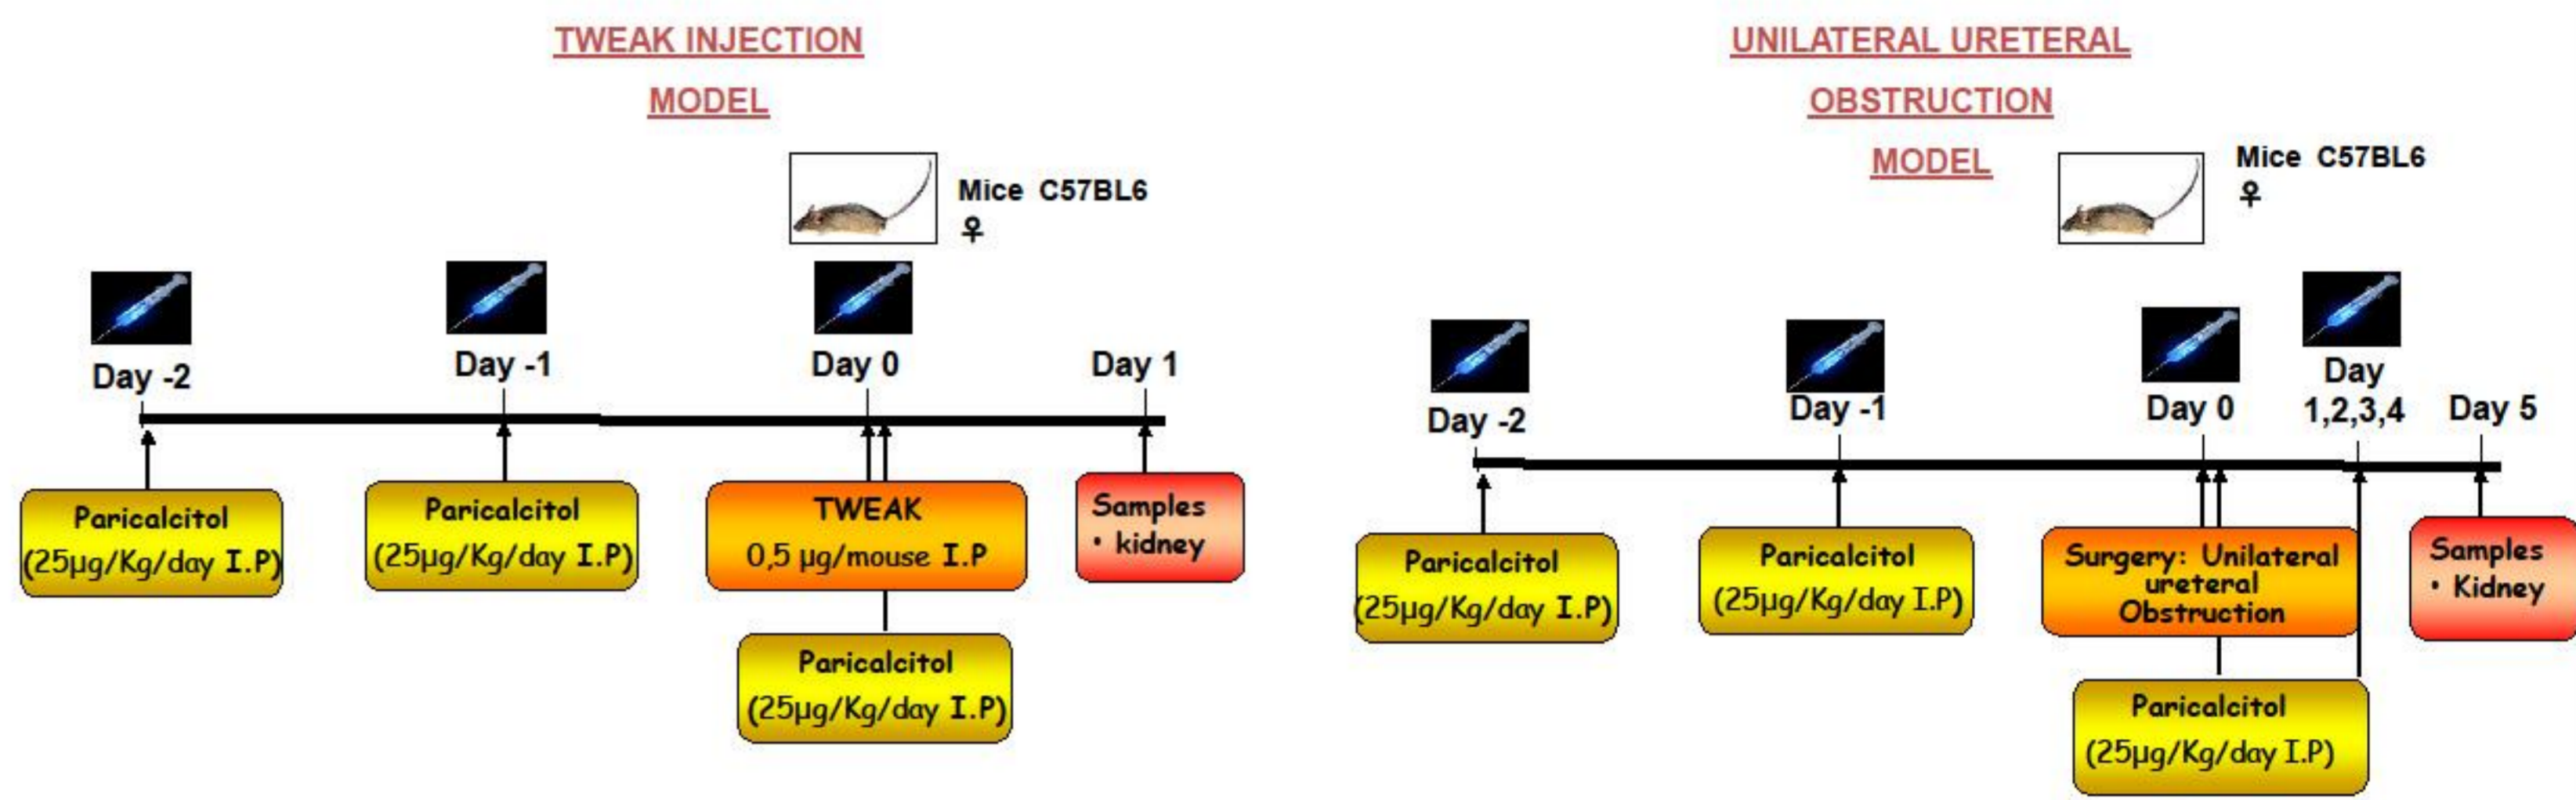 TWEAK INJECTION
MODEL
Mice C57BL6
♀
Day -2
Day -1
Day 0
Day 1
Paricalcitol
(25µg/Kg/day I.P)
Paricalcitol
(25µg/Kg/day I.P)
TWEAK
0,5 µg/mouse I.P
Samples
• kidney
Paricalcitol
(25µg/Kg/day I.P)
UNILATERAL URETERAL
OBSTRUCTION
MODEL
Mice C57BL6
♀
Day -2
Day -1
Day 0
Day
1,2,3,4
Day 5
Paricalcitol
(25µg/Kg/day I.P)
Paricalcitol
(25µg/Kg/day I.P)
Surgery: Unilateral
ureteral
Obstruction
Samples
• Kidney
Paricalcitol
(25µg/Kg/day I.P)